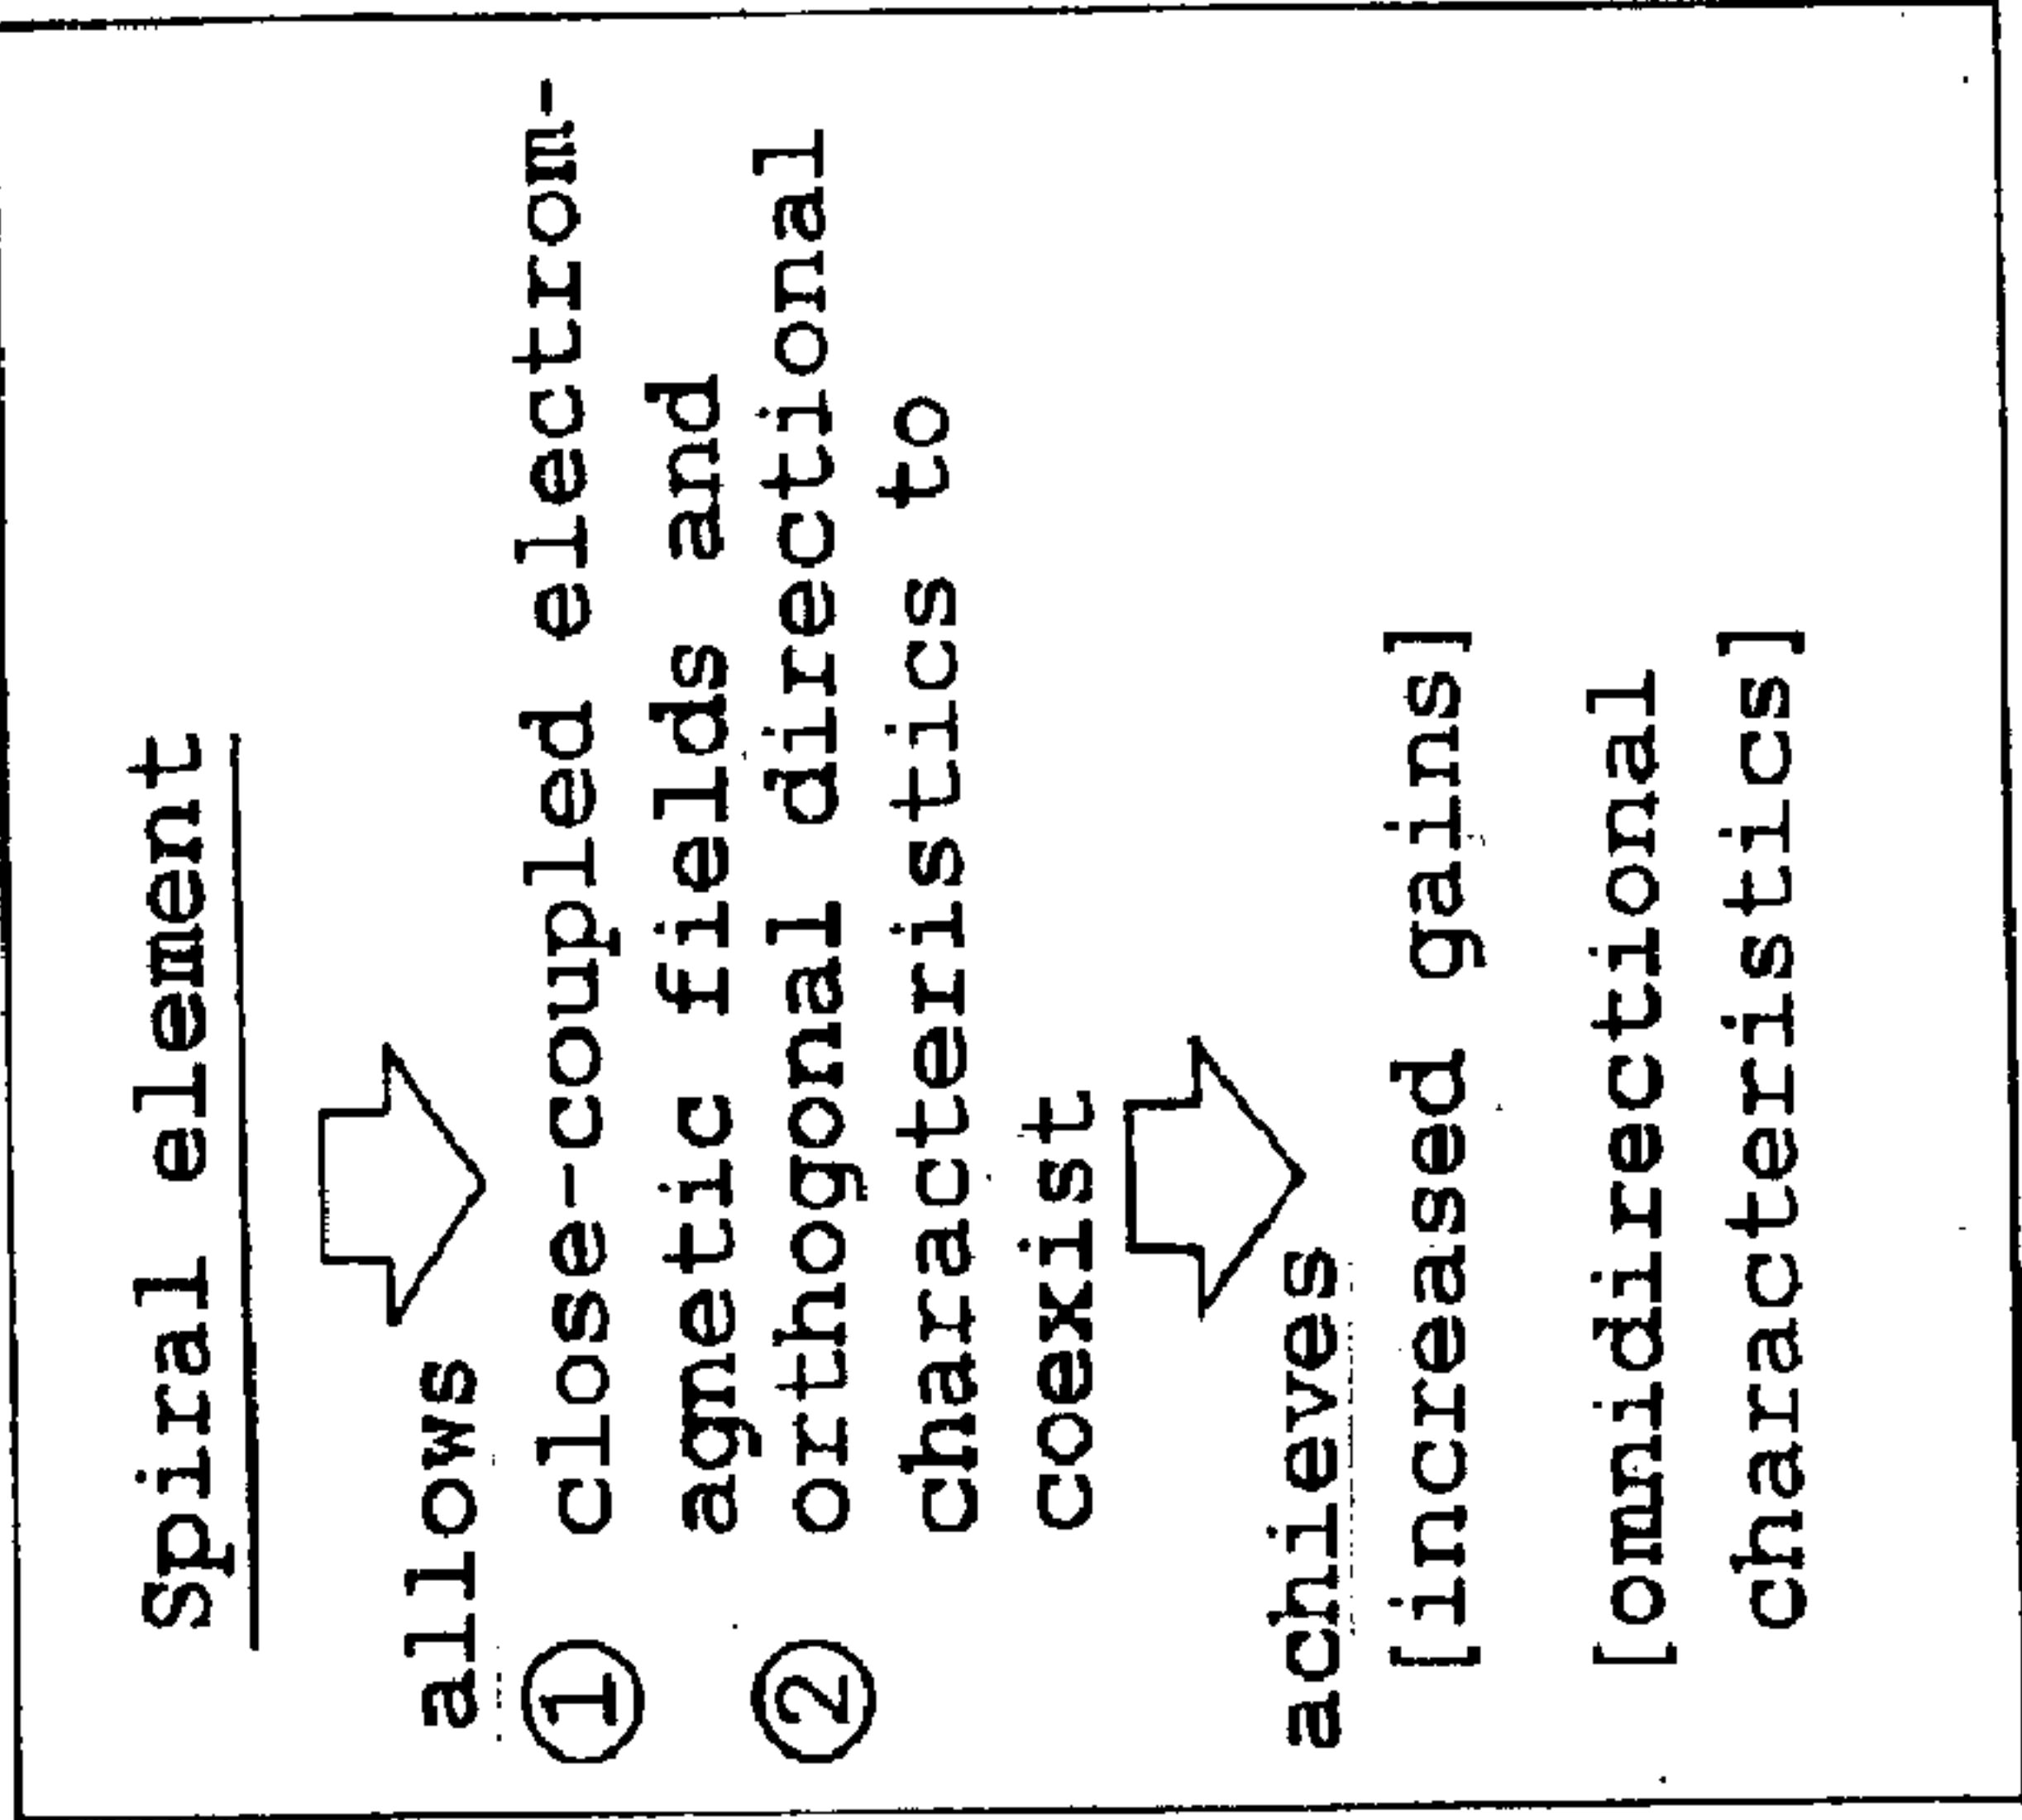 Spiral element
allows
① close-coupled electrom-
agnetic fields and
② orthogonal directional
characteristics to
coexist
achieves
[increased gains]
[omnidirectional
characteristics]